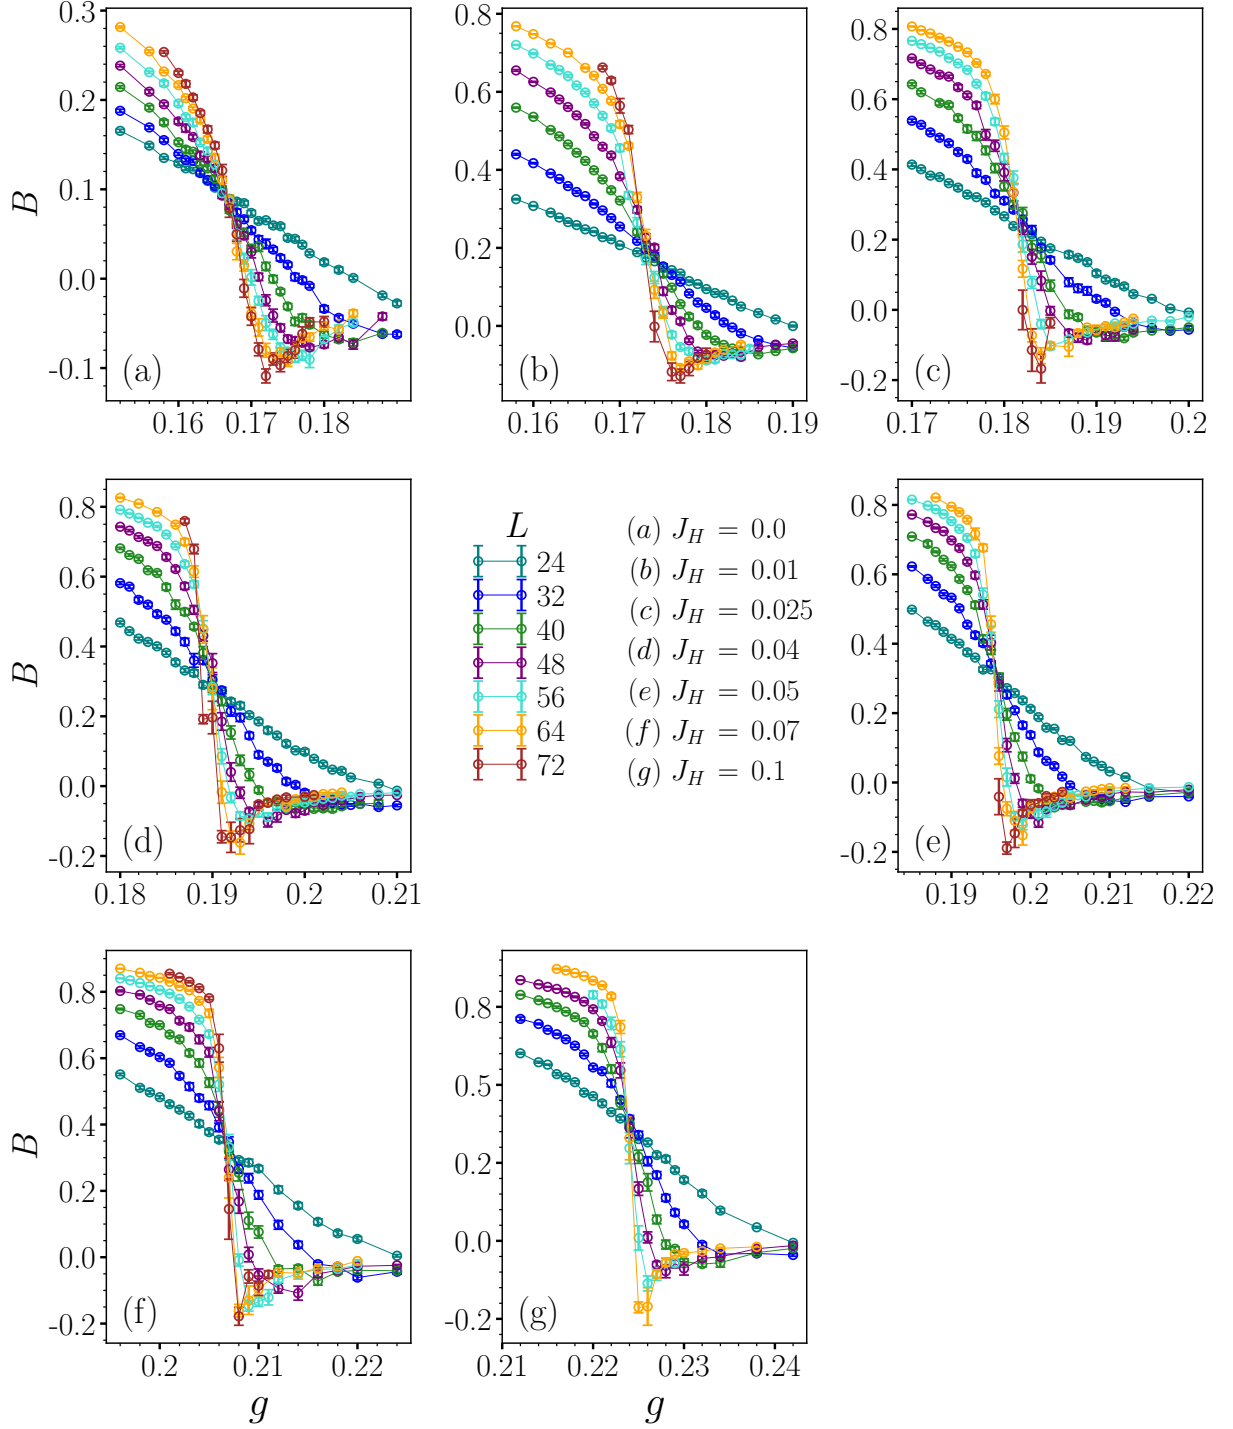 0.3
0.2
0.1
0.0
-0.1
B
(a)
0.16 0.17 0.18
0.8
0.6
0.4
0.2
0.0
(b)
0.16 0.17 0.18 0.19
0.8
0.6
0.4
0.2
0.0
-0.2
(c)
0.17 0.18 0.19 0.2
0.8
0.6
0.4
0.2
0.0
-0.2
B
(d)
0.18 0.19 0.2 0.21
L
24
32
40
48
56
64
72
(a) J_H = 0.0
(b) J_H = 0.01
(c) J_H = 0.025
(d) J_H = 0.04
(e) J_H = 0.05
(f) J_H = 0.07
(g) J_H = 0.1
0.8
0.6
0.4
0.2
0.0
-0.2
(e)
0.19 0.2 0.21 0.22
0.8
0.6
0.4
0.2
0.0
-0.2
B
(f)
0.2 0.21 0.22
g
0.8
0.5
0.2
0.0
-0.2
(g)
0.21 0.22 0.23 0.24
g